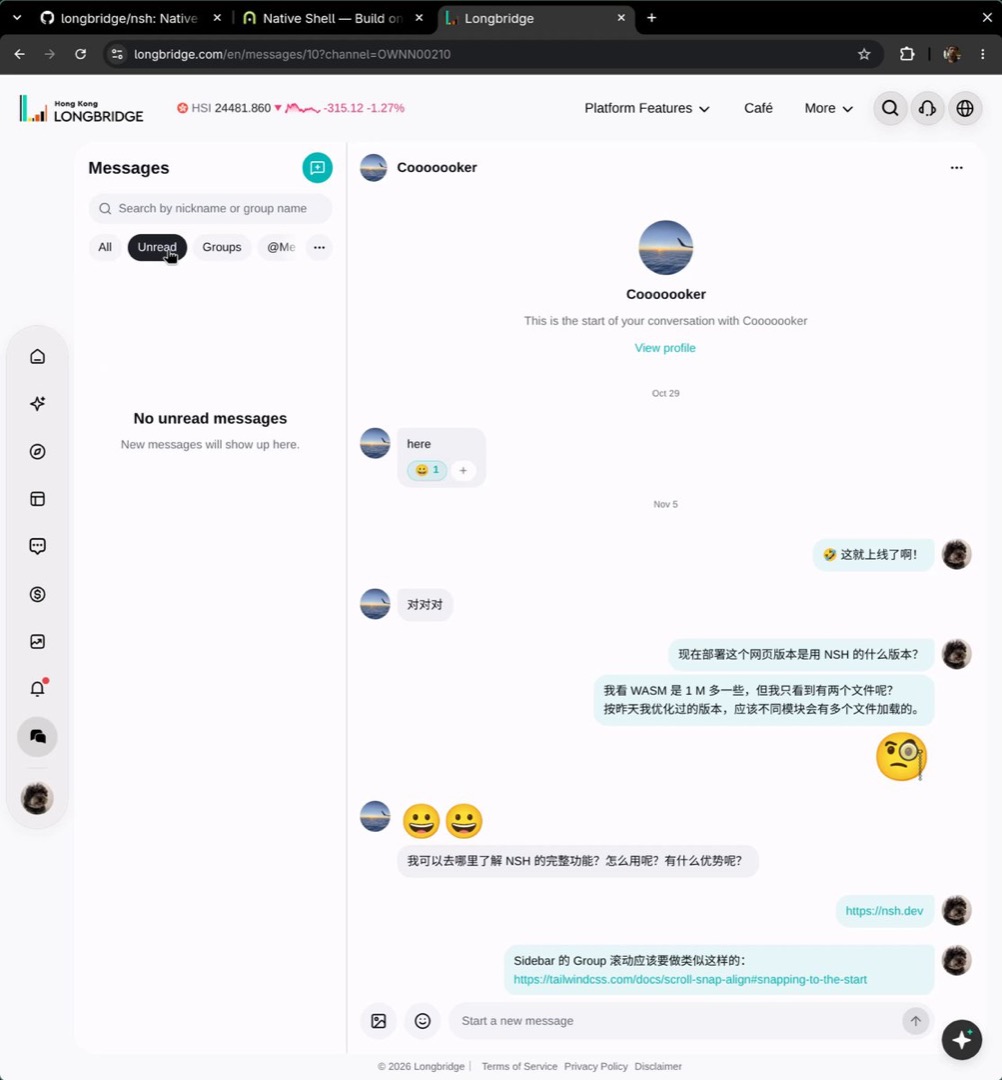 longbridge/nsh: Native
Native Shell — Build on
Longbridge
longbridge.com/en/messages/10?channel=OWNN00210
Hong Kong
LONGBRIDGE
HSI 24481.860 -315.12 -1.27%
Platform Features
Café
More
Messages
Search by nickname or group name
All
Unread
Groups
@Me
No unread messages
New messages will show up here.
Cooooooker
Cooooooker
This is the start of your conversation with Cooooooker
View profile
Oct 29
here
😀 1
Nov 5
🤣 这就上线了啊！
对对对
现在部署这个网页版本是用 NSH 的什么版本？
我看 WASM 是 1 M 多一些，但我只看到有两个文件呢？
按昨天我优化过的版本，应该不同模块会有多个文件加载的。
🧐
😀😀
我可以去哪里了解 NSH 的完整功能？怎么用呢？有什么优势呢？
https://nsh.dev
Sidebar 的 Group 滚动应该要做类似这样的：
https://tailwindcss.com/docs/scroll-snap-align#snapping-to-the-start
Start a new message
© 2026 Longbridge | Terms of Service Privacy Policy Disclaimer